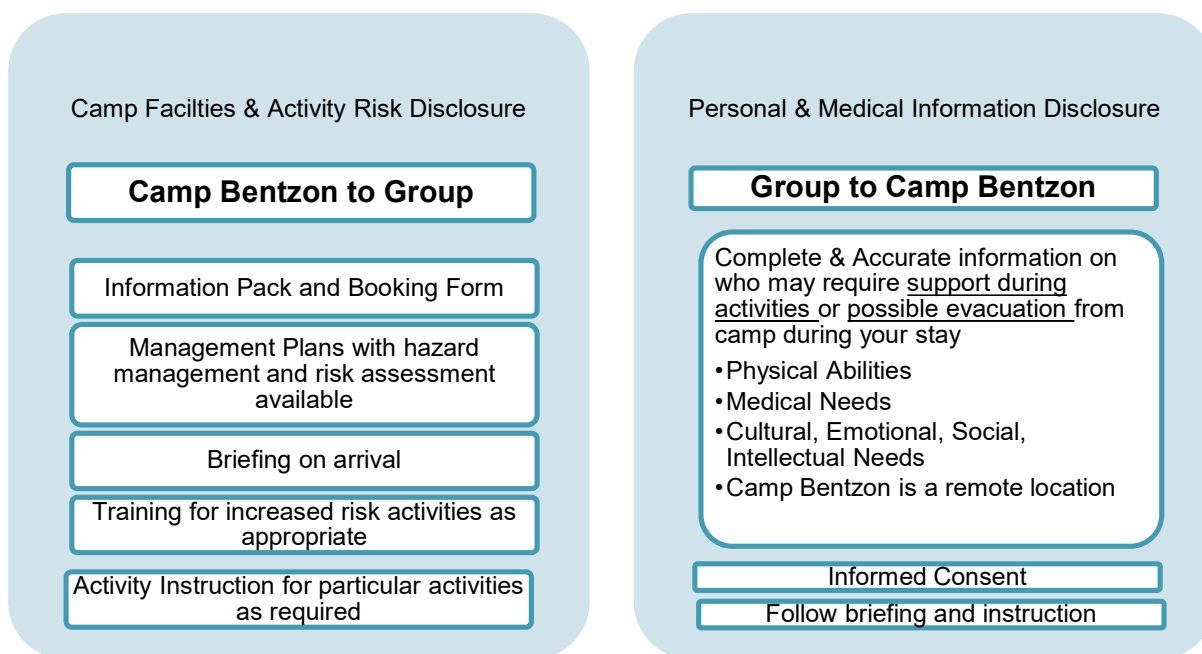 Camp Facilties & Activity Risk Disclosure
Camp Bentzon to Group
Information Pack and Booking Form
Management Plans with hazard
management and risk assessment
available
Briefing on arrival
Training for increased risk activities as
appropriate
Activity Instruction for particular activities
as required
Personal & Medical Information Disclosure
Group to Camp Bentzon
Complete & Accurate information on
who may require support during
activities or possible evacuation from
camp during your stay
•Physical Abilities
•Medical Needs
•Cultural, Emotional, Social,
Intellectual Needs
•Camp Bentzon is a remote location
Informed Consent
Follow briefing and instruction